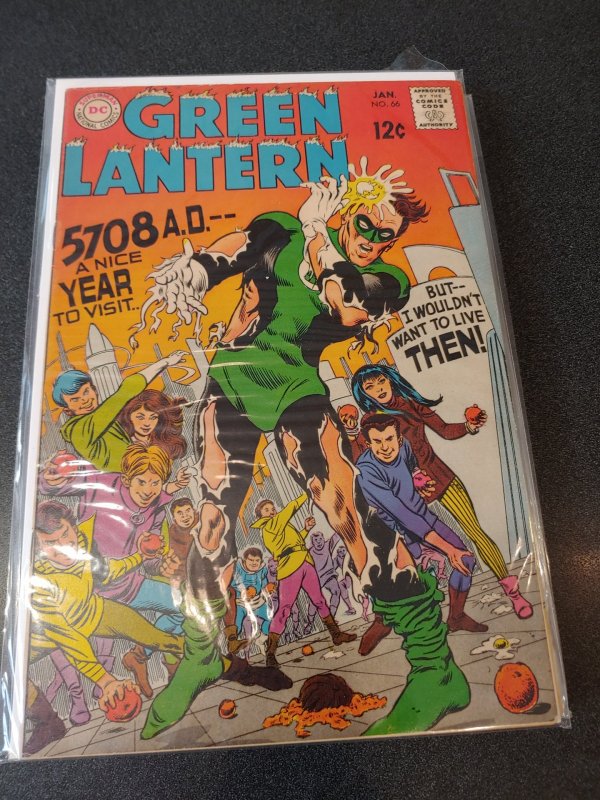 SUPERMAN
DC
NATIONAL COMICS
GREEN
LANTERN
JAN.
NO. 66
12¢
APPROVED
BY THE
COMICS
CODE
AUTHORITY
5708 A.D.--
A NICE
YEAR
TO VISIT..
BUT--
I WOULDN'T
WANT TO LIVE
THEN!